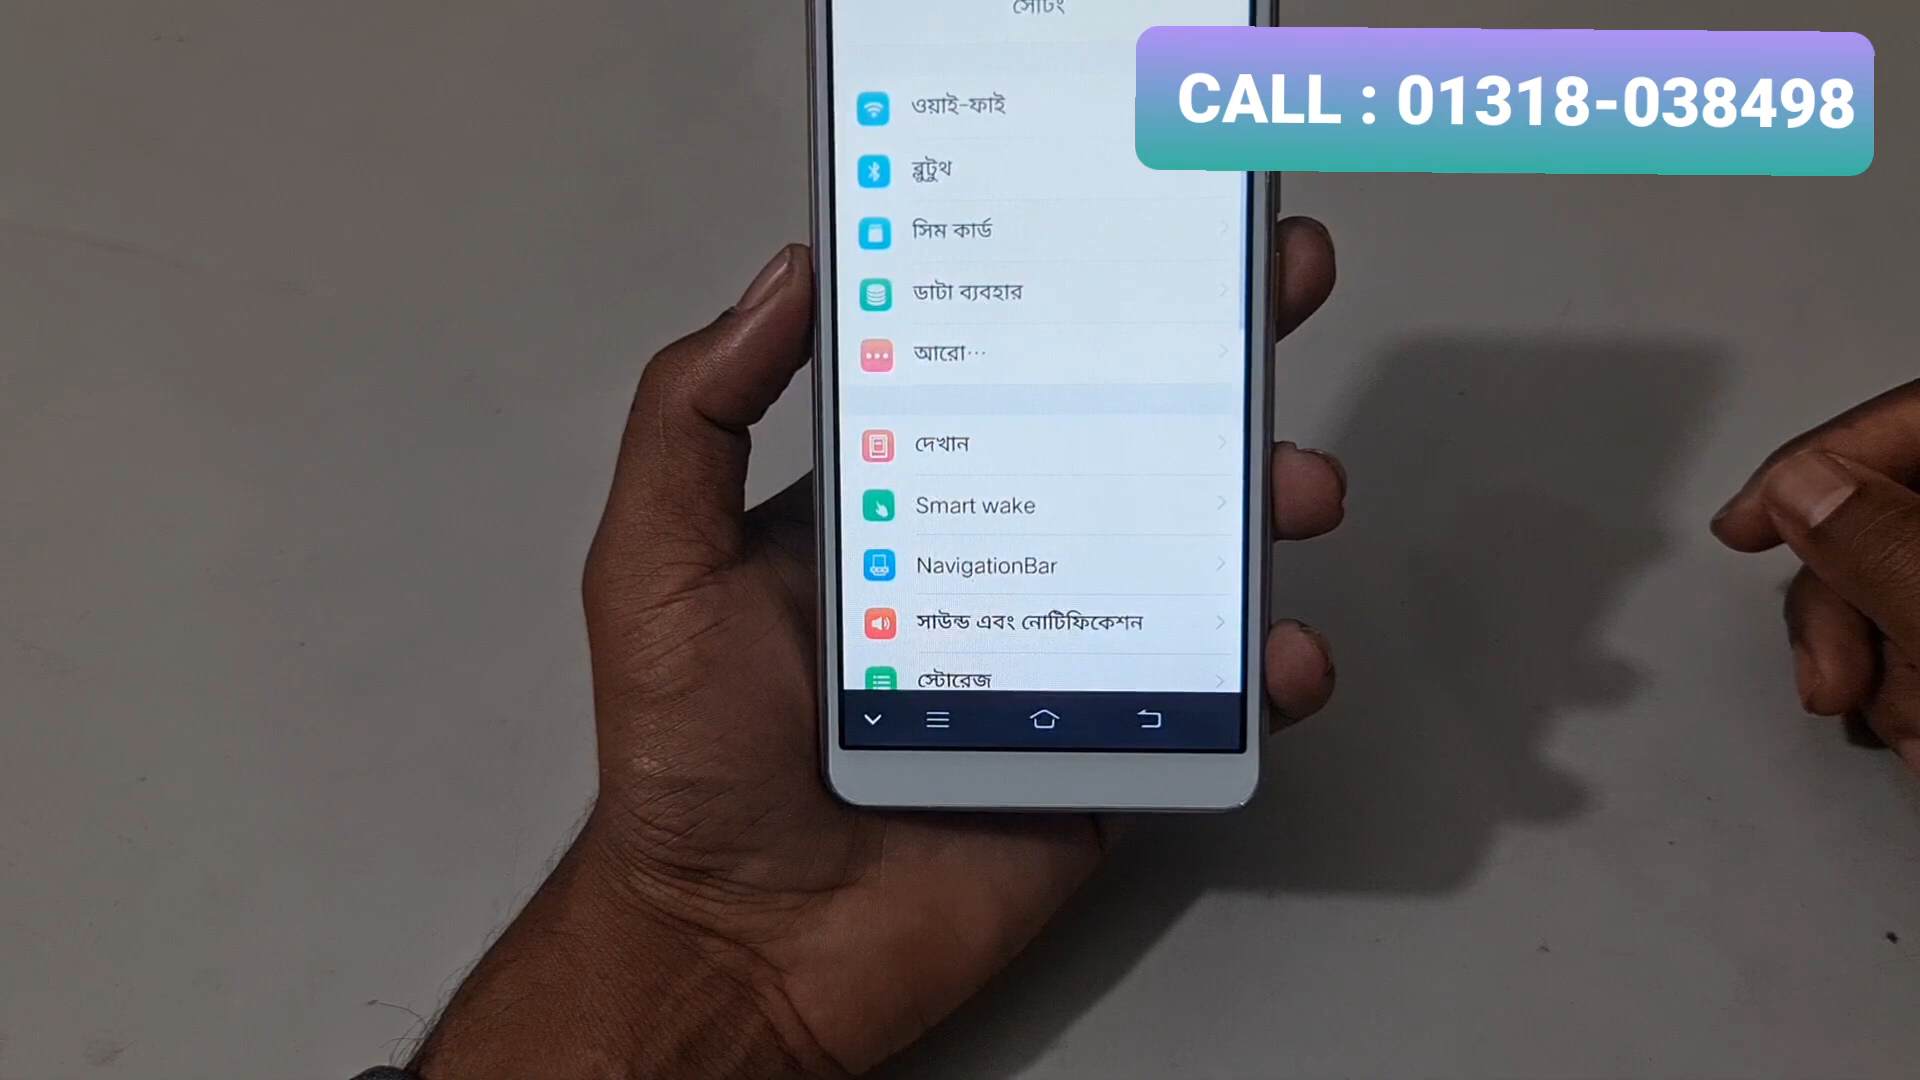 সেটিং
CALL : 01318-038498
ওয়াই-ফাই
ব্লুটুথ
সিম কার্ড
ডাটা ব্যবহার
আরো...
দেখান
Smart wake
NavigationBar
সাউন্ড এবং নোটিফিকেশন
স্টোরেজ